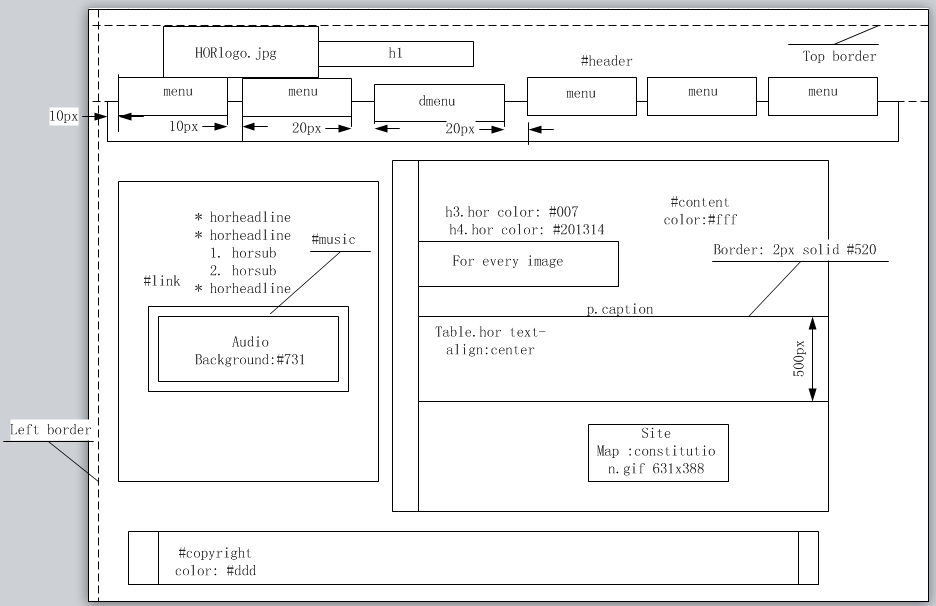 HORlogo.jpg
h1
#header
Top border
menu
menu
dmenu
menu
menu
menu
10px
10px
20px
20px
* horheadline
* horheadline
1. horsub
2. horsub
* horheadline
#music
#link
Audio
Background:#731
h3.hor color: #007
h4.hor color: #201314
#content
color:#fff
Border: 2px solid #520
For every image
p.caption
Table.hor text-
align:center
500px
Left border
Site
Map :constitutio
n.gif 631x388
#copyright
color: #ddd